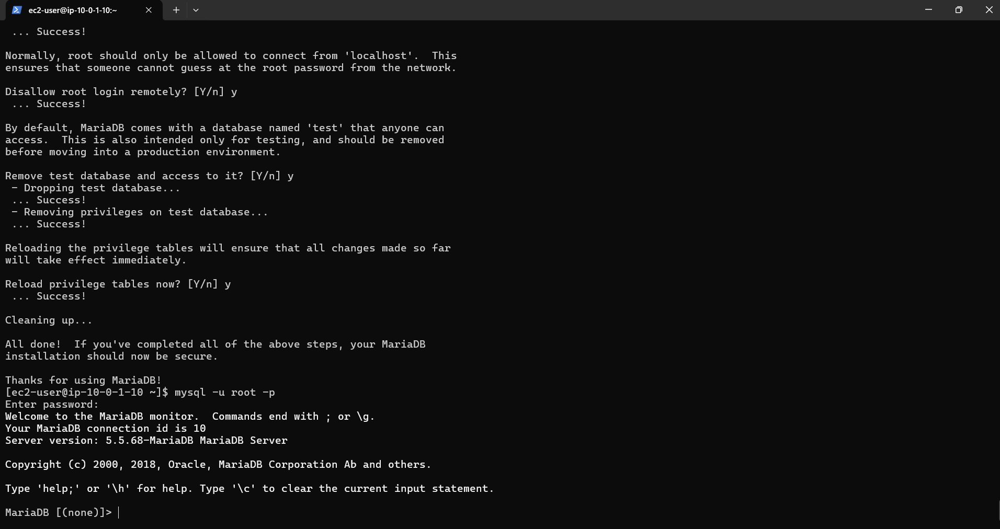 ec2-user@ip-10-0-1-10:~
 ... Success!
Normally, root should only be allowed to connect from 'localhost'.  This
ensures that someone cannot guess at the root password from the network.
Disallow root login remotely? [Y/n] y
 ... Success!
By default, MariaDB comes with a database named 'test' that anyone can
access.  This is also intended only for testing, and should be removed
before moving into a production environment.
Remove test database and access to it? [Y/n] y
 - Dropping test database...
 ... Success!
 - Removing privileges on test database...
 ... Success!
Reloading the privilege tables will ensure that all changes made so far
will take effect immediately.
Reload privilege tables now? [Y/n] y
 ... Success!
Cleaning up...
All done!  If you've completed all of the above steps, your MariaDB
installation should now be secure.
Thanks for using MariaDB!
[ec2-user@ip-10-0-1-10 ~]$ mysql -u root -p
Enter password:
Welcome to the MariaDB monitor.  Commands end with ; or \g.
Your MariaDB connection id is 10
Server version: 5.5.68-MariaDB MariaDB Server
Copyright (c) 2000, 2018, Oracle, MariaDB Corporation Ab and others.
Type 'help;' or '\h' for help. Type '\c' to clear the current input statement.
MariaDB [(none)]>